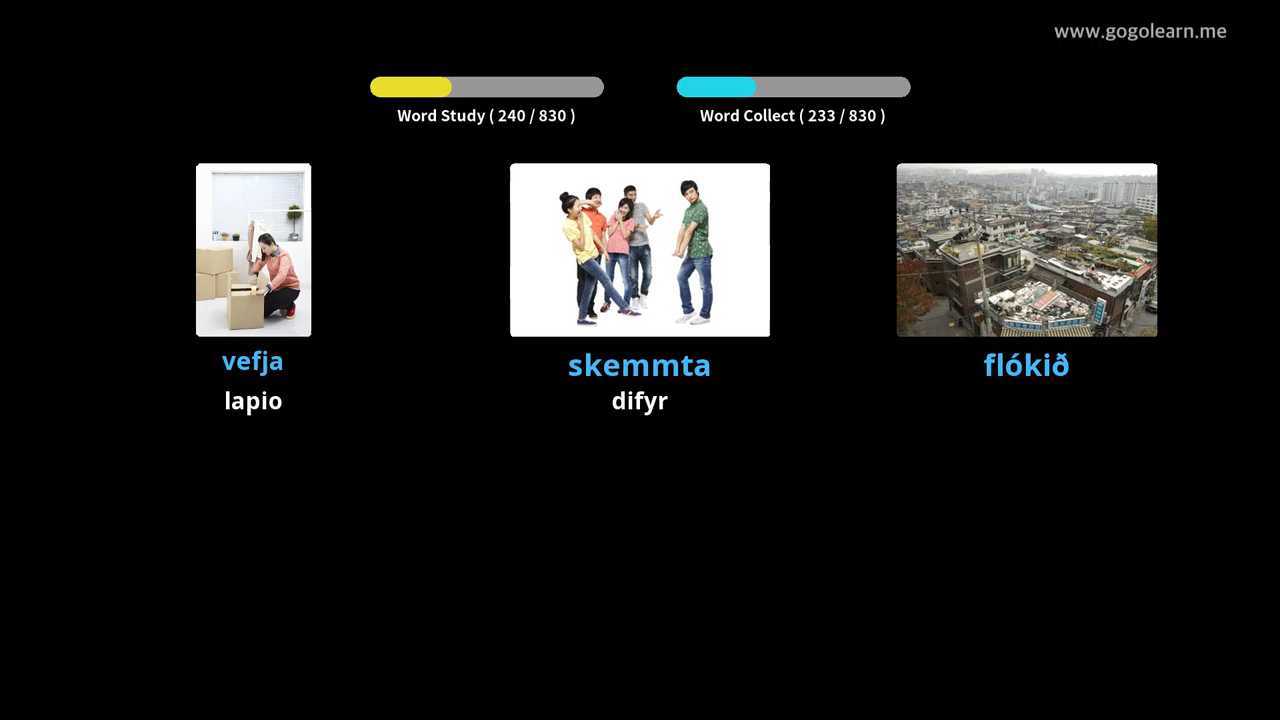 www.gogolearn.me
Word Study ( 240 / 830 )
Word Collect ( 233 / 830 )
vefja
skemmta
flókið
lapio
difyr